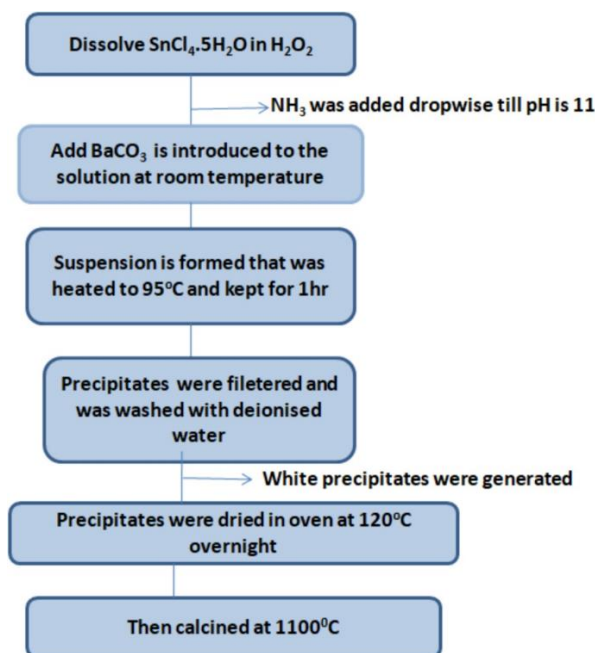 Dissolve SnCl₄.5H₂O in H₂O₂
NH₃ was added dropwise till pH is 11
Add BaCO₃ is introduced to the
solution at room temperature
Suspension is formed that was
heated to 95°C and kept for 1hr
Precipitates were filetered and
was washed with deionised
water
White precipitates were generated
Precipitates were dried in oven at 120°C
overnight
Then calcined at 1100⁰C